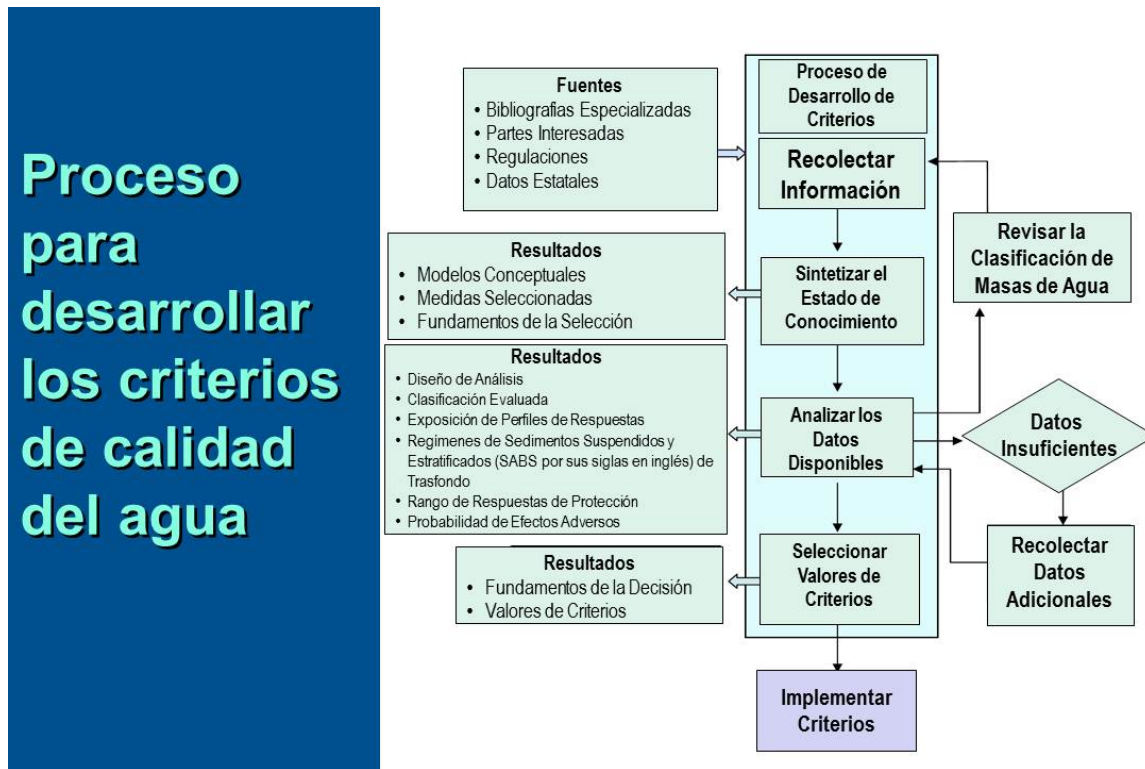 Proceso
para
desarrollar
los criterios
de calidad
del agua
Fuentes
• Bibliografías Especializadas
• Partes Interesadas
• Regulaciones
• Datos Estatales
Proceso de
Desarrollo de
Criterios
Recolectar
Información
Revisar la
Clasificación de
Masas de Agua
Resultados
• Modelos Conceptuales
• Medidas Seleccionadas
• Fundamentos de la Selección
Sintetizar el
Estado de
Conocimiento
Resultados
• Diseño de Análisis
• Clasificación Evaluada
• Exposición de Perfiles de Respuestas
• Regímenes de Sedimentos Suspendidos y
Estratificados (SABS por sus siglas en inglés) de
Trasfondo
• Rango de Respuestas de Protección
• Probabilidad de Efectos Adversos
Analizar los
Datos
Disponibles
Datos
Insuficientes
Resultados
• Fundamentos de la Decisión
• Valores de Criterios
Seleccionar
Valores de
Criterios
Recolectar
Datos
Adicionales
Implementar
Criterios